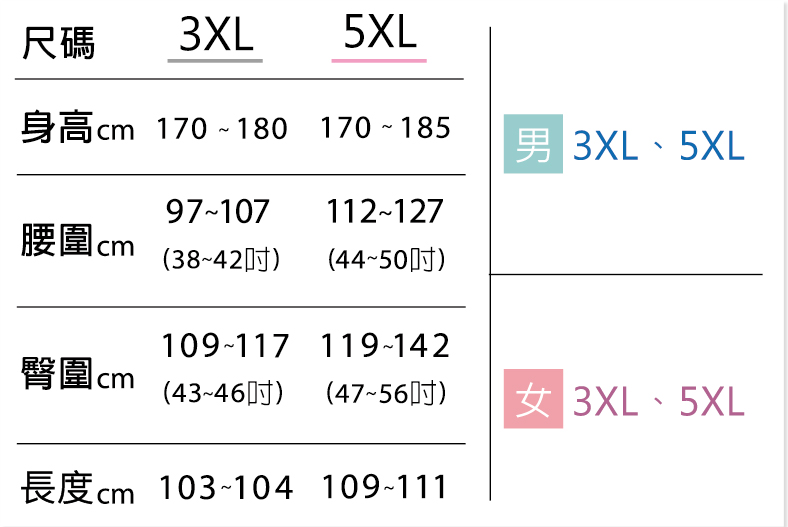 尺碼 3XL 5XL
身高cm 170 ~ 180 170 ~ 185
腰圍cm 97~107 112~127
(38~42吋) (44~50吋)
臀圍cm 109~117 119~142
(43~46吋) (47~56吋)
長度cm 103~104 109~111
男 3XL、5XL
女 3XL、5XL